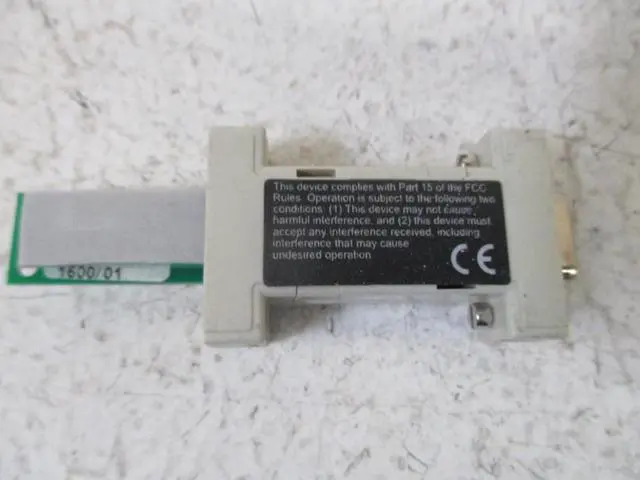 This device complies with Part 15 of the FCC
Rules. Operation is subject to the following two
conditions: (1) This device may not cause
harmful interference, and (2) this device must
accept any interference received, including
interference that may cause
undesired operation
CE
1600/01